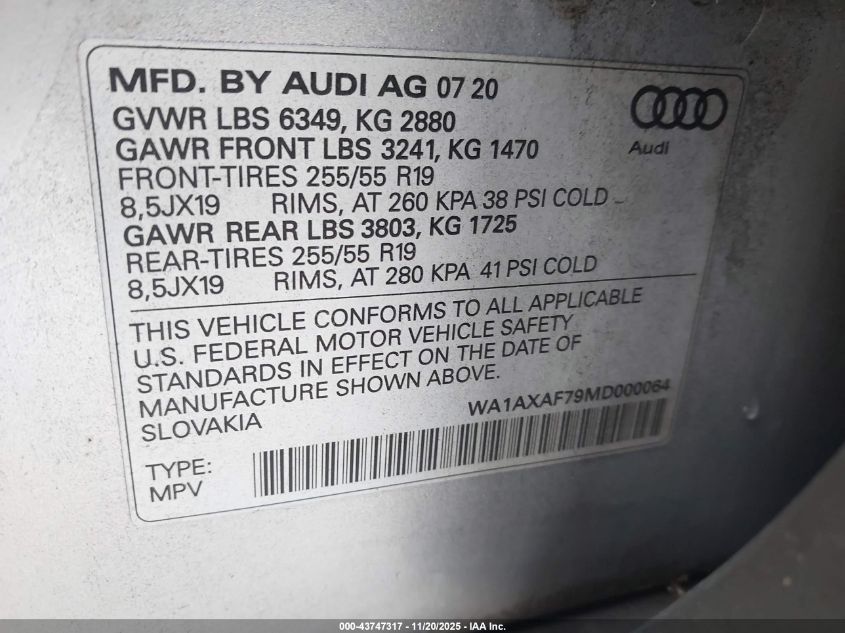 MFD. BY AUDI AG 07 20
GVWR LBS 6349, KG 2880
GAWR FRONT LBS 3241, KG 1470
FRONT-TIRES 255/55 R19
8,5JX19 RIMS, AT 260 KPA 38 PSI COLD
GAWR REAR LBS 3803, KG 1725
REAR-TIRES 255/55 R19
8,5JX19 RIMS, AT 280 KPA 41 PSI COLD
Audi
THIS VEHICLE CONFORMS TO ALL APPLICABLE
U.S. FEDERAL MOTOR VEHICLE SAFETY
STANDARDS IN EFFECT ON THE DATE OF
MANUFACTURE SHOWN ABOVE.
SLOVAKIA
WA1AXAF79MD000064
TYPE:
MPV
000-43747317 - 11/20/2025 - IAA Inc.